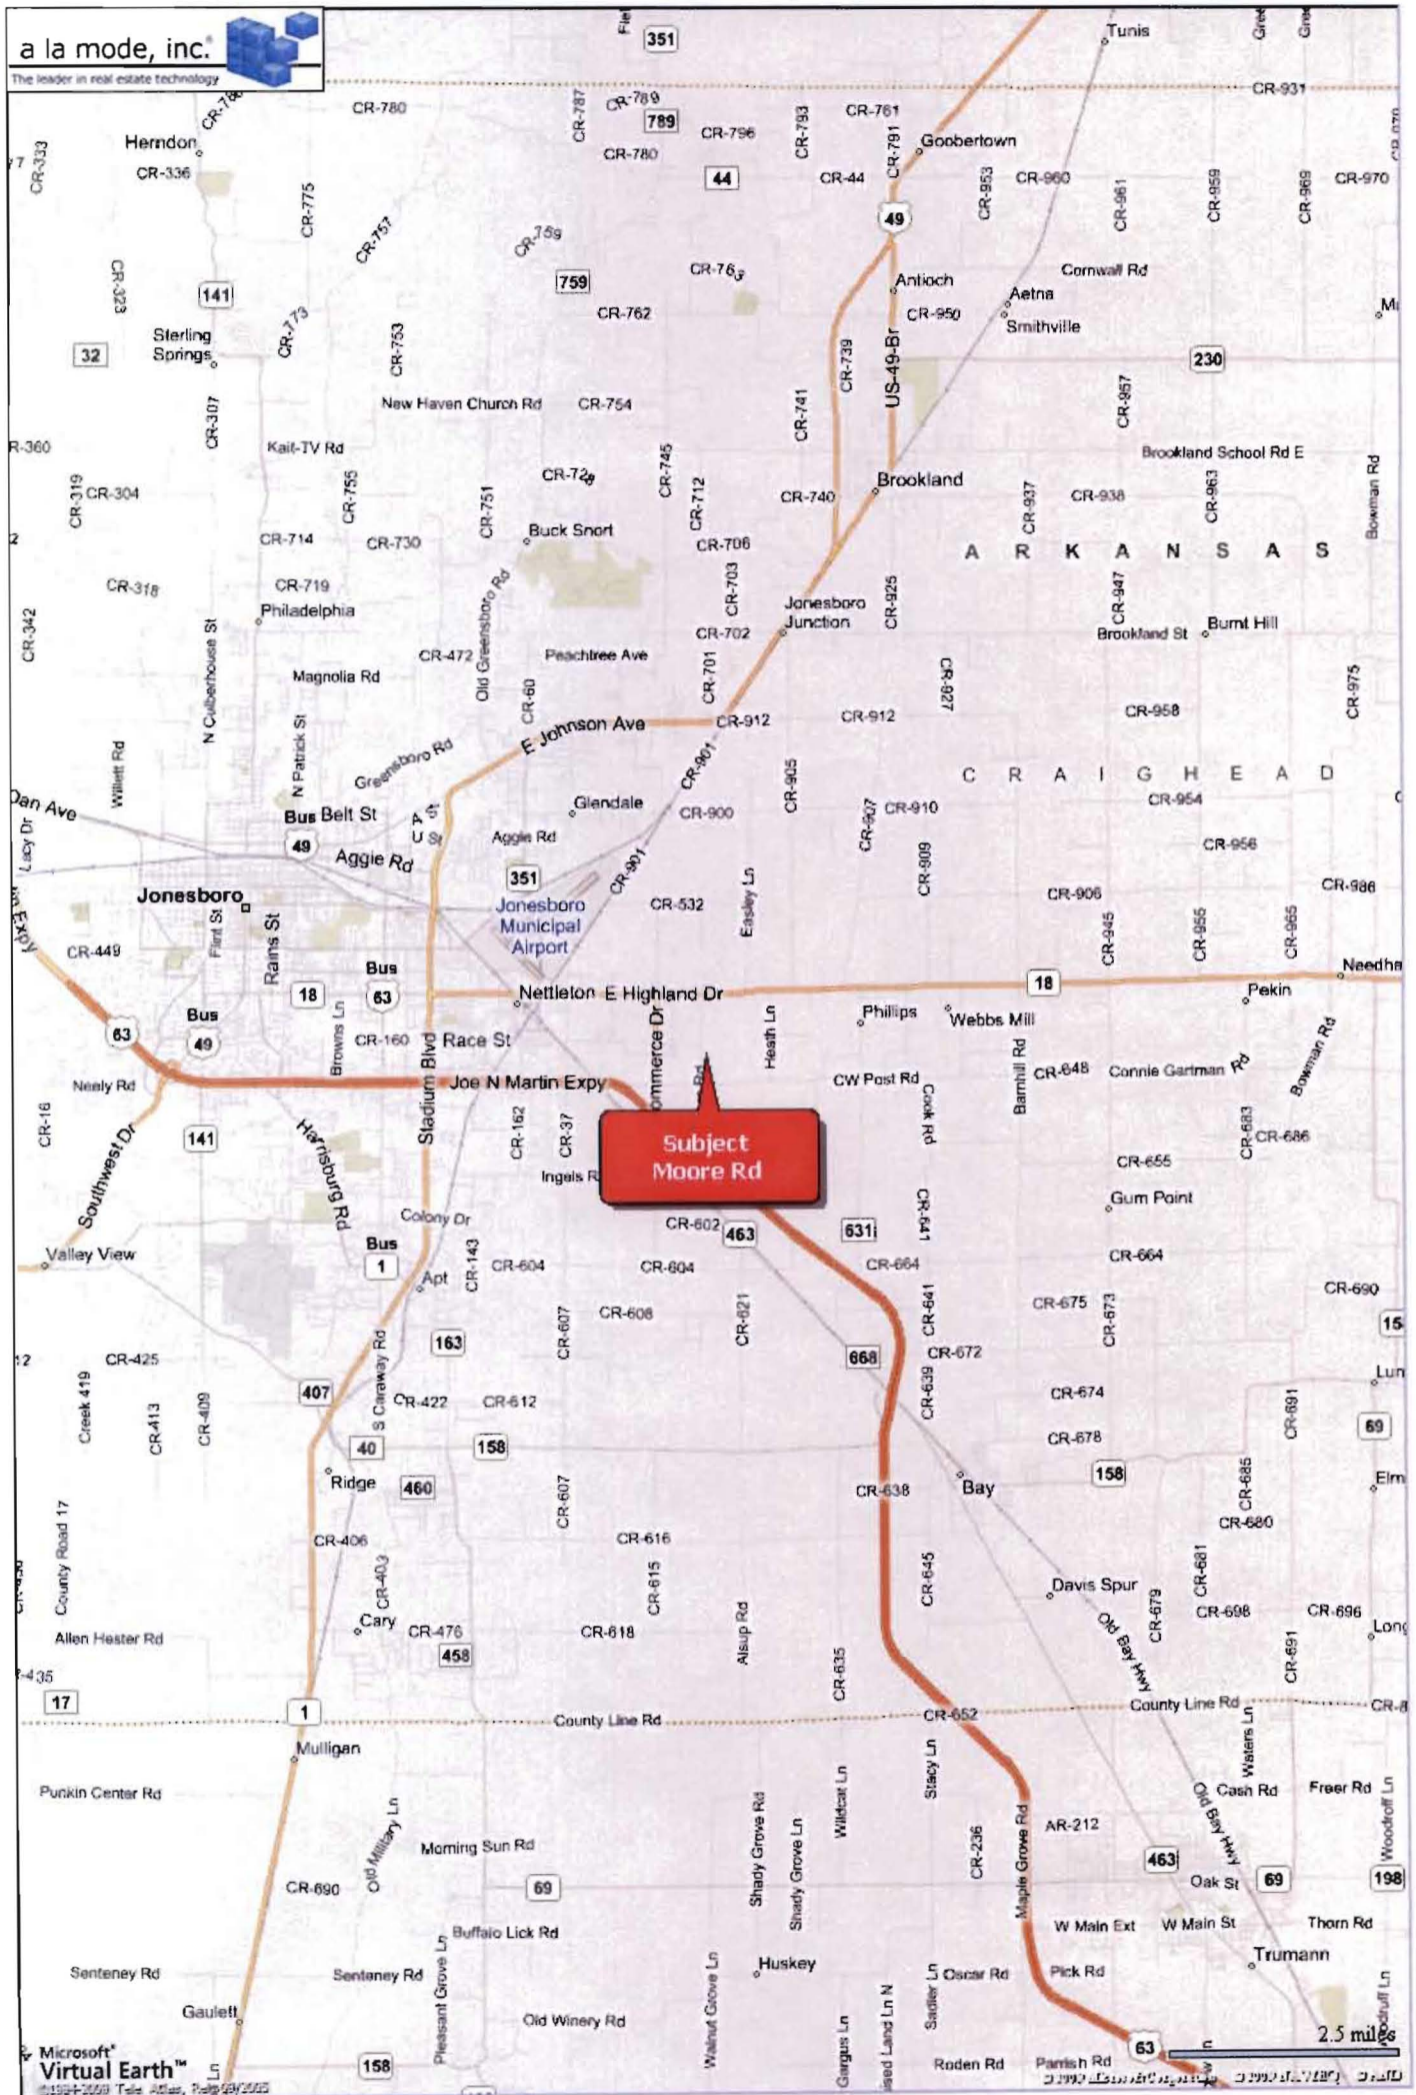 a la mode, inc.
The leader in real estate technology
351
Tunis
CR-931
CR-780
CR-787
CR-789
789
CR-796
CR-793
CR-761
CR-791
Goobertown
Herndon
CR-336
CR-333
CR-775
CR-780
44
CR-44
CR-953
CR-960
CR-961
CR-959
CR-969
CR-970
49
CR-757
CR-759
759
CR-763
CR-762
Antioch
CR-950
Cornwall Rd
Aetna
Smithville
CR-323
141
CR-773
CR-753
Sterling
Springs
32
CR-739
US-49-Br
230
CR-307
New Haven Church Rd
CR-754
CR-741
CR-957
R-360
Kait-TV Rd
Brookland School Rd E
CR-319
CR-304
CR-755
CR-751
CR-728
CR-745
CR-712
CR-740
Brookland
CR-937
CR-938
CR-963
Bowman Rd
CR-714
CR-730
Buck Snort
CR-706
ARKANSAS
CR-318
CR-719
Philadelphia
Old Greensboro Rd
CR-703
Jonesboro
Junction
CR-925
CR-947
CR-342
N Culberhouse St
CR-472
Peachtree Ave
CR-702
Brookland St
Burnt Hill
Magnolia Rd
CR-60
CR-701
CR-927
CR-975
E Johnson Ave
CR-912
CR-912
CR-958
Willett Rd
N Patrick St
Greensboro Rd
CR-901
CR-905
CRAIGHEAD
Dan Ave
Lacy Dr
Bus
49
Belt St
A St
U St
Glendale
CR-900
CR-907
CR-910
CR-954
Aggie Rd
Aggie Rd
CR-901
CR-909
CR-956
351
Jonesboro
Jonesboro
Municipal
Airport
CR-532
Easley Ln
CR-906
CR-986
Flint St
Rains St
CR-449
CR-945
CR-955
CR-965
Bus
63
18
Nettleton
E Highland Dr
18
Needha
Pekin
63
Bus
49
Browns Ln
CR-160
Race St
Stadium Blvd
ommerce Dr
Heath Ln
Phillips
Webbs Mill
Neely Rd
Joe N Martin Expy
Rd
CW Post Rd
Barnhill Rd
CR-648
Connie Gartman Rd
Bowman Rd
CR-16
141
Southwest Dr
Harrisburg Rd
CR-162
CR-37
Subject
Moore Rd
Cook Rd
CR-683
CR-686
Ingels R
CR-655
Gum Point
Colony Dr
CR-602
463
631
CR-641
Valley View
Bus
1
Apt
CR-143
CR-604
CR-604
CR-664
CR-664
CR-690
CR-607
CR-608
CR-621
CR-641
CR-675
CR-673
15
163
CR-425
668
CR-672
Lun
Creek 419
CR-413
CR-409
407
S Caraway Rd
CR-422
CR-612
CR-639
CR-674
CR-691
69
40
158
CR-678
Ridge
460
CR-607
CR-638
Bay
158
CR-685
Elm
County Road 17
CR-406
CR-616
CR-680
CR-403
CR-615
CR-645
Davis Spur
CR-681
CR-679
CR-698
CR-696
Allen Hester Rd
Cary
CR-476
CR-618
Alsup Rd
Old Bay Hwy
Long
458
CR-635
CR-691
17
1
County Line Rd
CR-652
County Line Rd
CR-8
Mulligan
Waters Ln
Punkin Center Rd
Stacy Ln
Cash Rd
Freer Rd
Old Military Ln
Morning Sun Rd
Shady Grove Rd
Shady Grove Ln
Wildcat Ln
CR-236
Maple Grove Rd
AR-212
Old Bay Hwy
Woodroff Ln
CR-690
69
463
Oak St
69
198
Buffalo Lick Rd
W Main Ext
W Main St
Thorn Rd
Senteney Rd
Senteney Rd
Pleasant Grove Ln
Walnut Grove Ln
Huskey
Sadler Ln
Oscar Rd
Pick Rd
Trumann
Gaulett
Old Winery Rd
Gargus Ln
ised Land Ln N
odruff Ln
2.5 miles
Microsoft
Virtual Earth™
158
Roden Rd
Parrish Rd
63